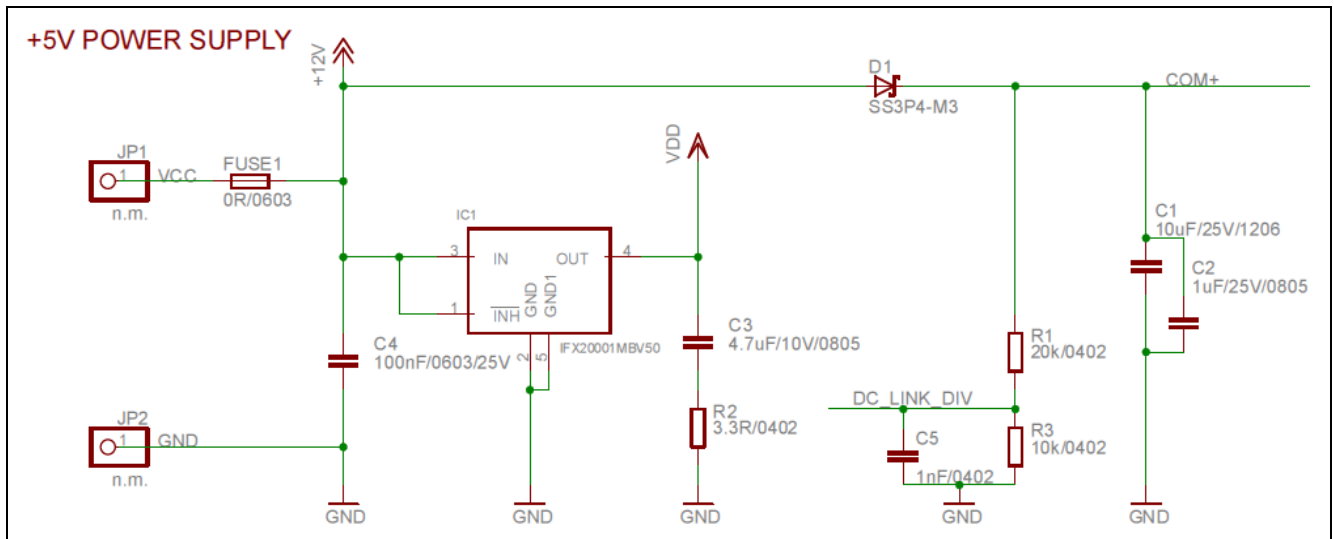 +5V POWER SUPPLY
+12V
D1
SS3P4-M3
COM+
JP1
1
VCC
n.m.
FUSE1
0R/0603
VDD
IC1
3
IN
OUT
4
1
INH
GND
GND1
2
5
IFX20001MBV50
C1
10uF/25V/1206
C2
1uF/25V/0805
C4
100nF/0603/25V
C3
4.7uF/10V/0805
R1
20k/0402
DC_LINK_DIV
R2
3.3R/0402
R3
10k/0402
C5
1nF/0402
JP2
1
GND
n.m.
GND
GND
GND
GND
GND